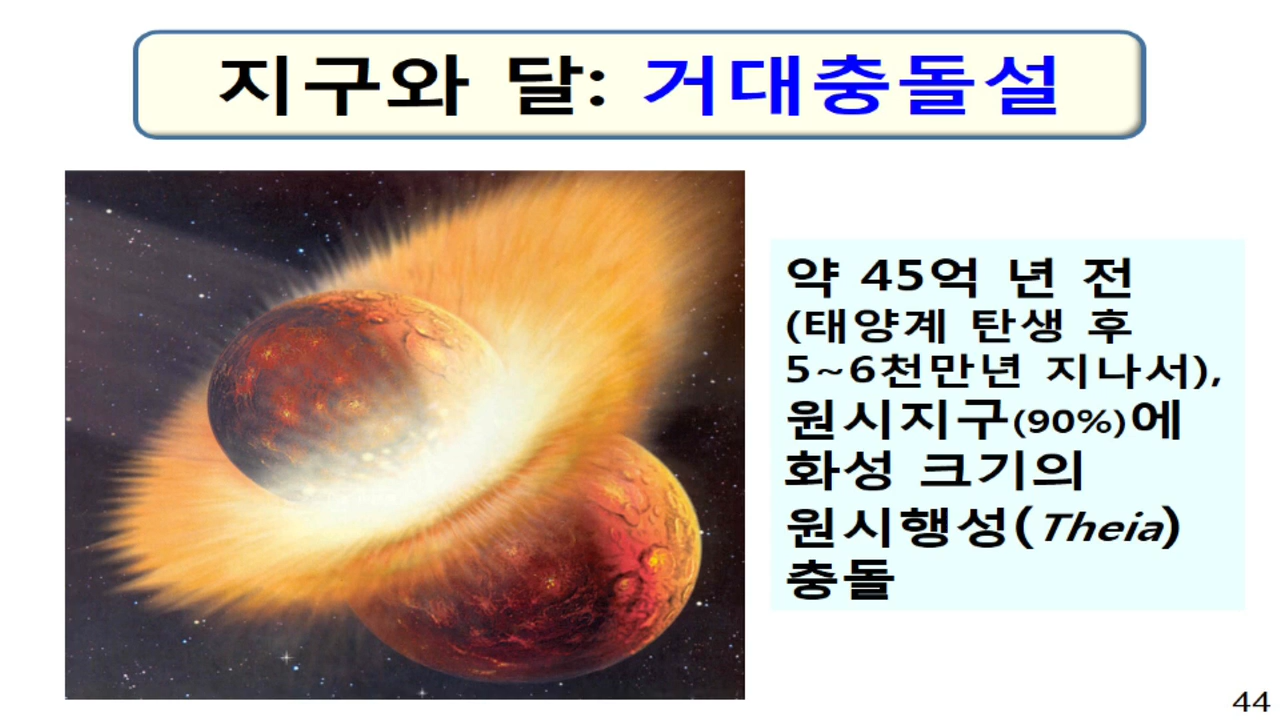 지구와 달: 거대충돌설
약 45억 년 전
(태양계 탄생 후
5~6천만년 지나서),
원시지구(90%)에
화성 크기의
원시행성(Theia)
충돌
44